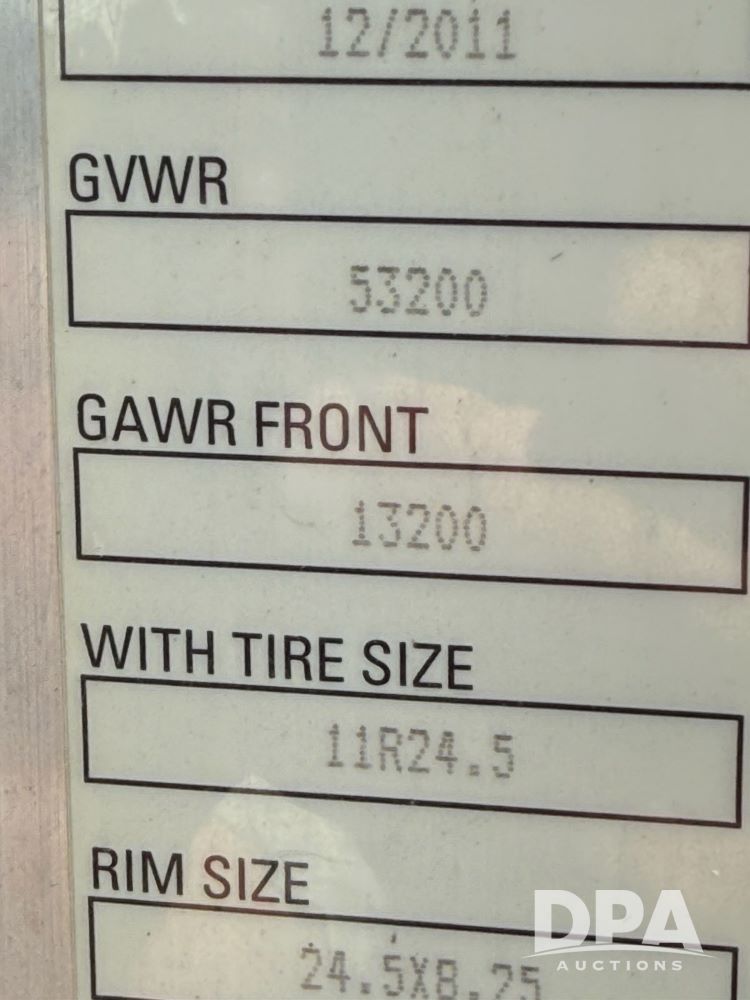 12/2011
GVWR
53200
GAWR FRONT
13200
WITH TIRE SIZE
11R24.5
RIM SIZE
24.5X8.25
DPA
AUCTIONS